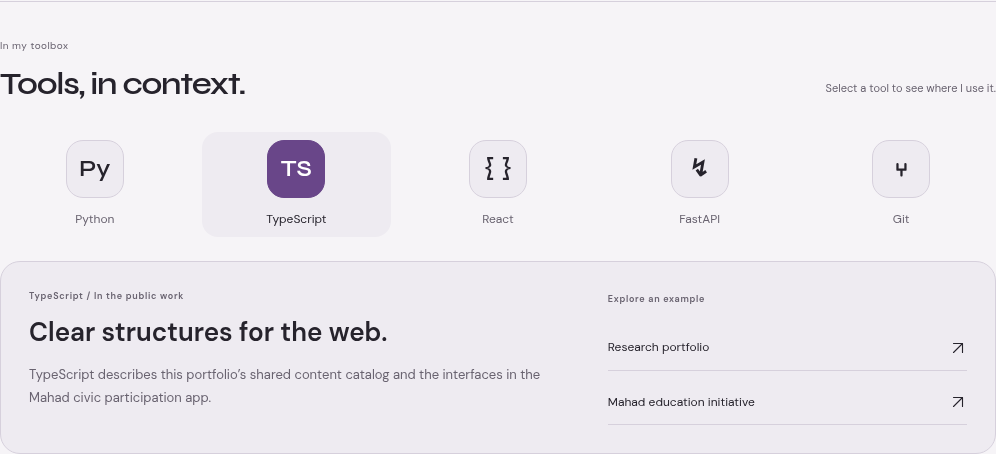 In my toolbox
Tools, in context.
Select a tool to see where I use it.
Py
TS
{ }
Python
TypeScript
React
FastAPI
Git
TypeScript / In the public work
Clear structures for the web.
TypeScript describes this portfolio’s shared content catalog and the interfaces in the
Mahad civic participation app.
Explore an example
Research portfolio
Mahad education initiative